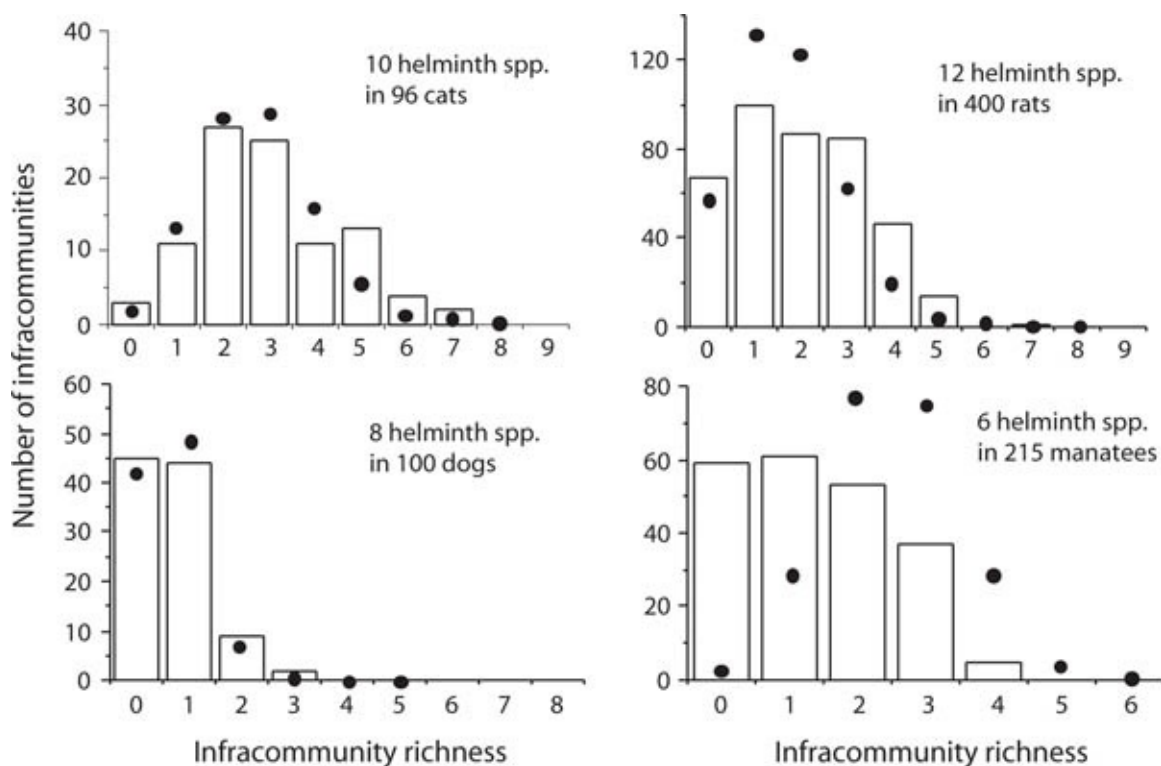 Number of infracommunities
40
30
20
10
0
10 helminth spp.
in 96 cats
0 1 2 3 4 5 6 7 8 9
120
80
40
0
12 helminth spp.
in 400 rats
0 1 2 3 4 5 6 7 8 9
60
50
40
30
20
10
0
8 helminth spp.
in 100 dogs
0 1 2 3 4 5 6 7 8
Infracommunity richness
80
60
40
20
0
6 helminth spp.
in 215 manatees
0 1 2 3 4 5 6
Infracommunity richness